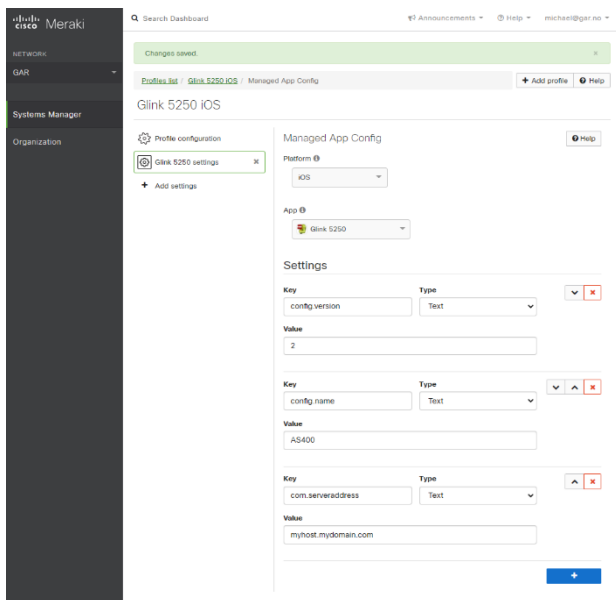 cisco Meraki
Search Dashboard
Announcements
Help
michael@gar.no
NETWORK
GAR
Systems Manager
Organization
Changes saved.
Profiles list / Glink 5250 iOS / Managed App Config
Add profile
Help
Glink 5250 iOS
Profile configuration
Glink 5250 settings
Add settings
Managed App Config
Help
Platform
iOS
App
Glink 5250
Settings
Key Type
config.version Text
Value
2
Key Type
config.name Text
Value
AS400
Key Type
com.serveraddress Text
Value
myhost.mydomain.com